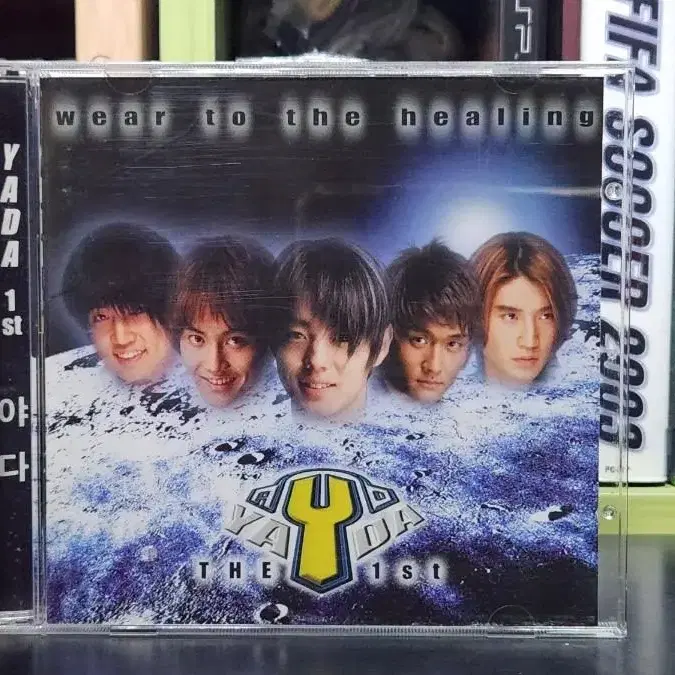 wear to the healing
YADA 1st 야다
YADA
THE 1st
FIFA SOCCER 2003